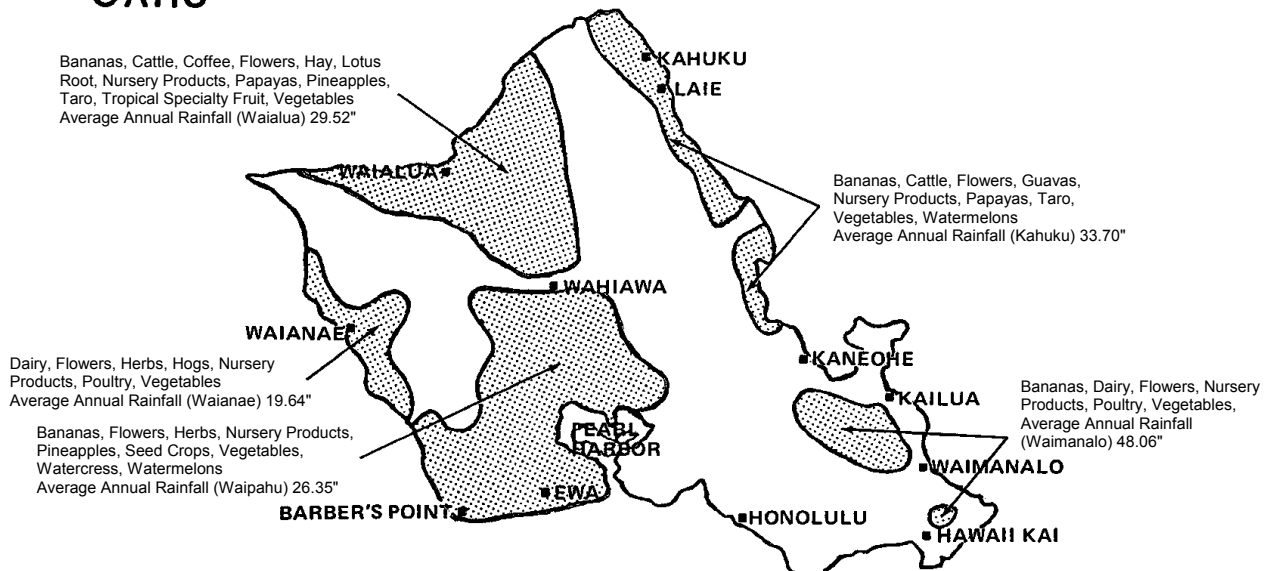 OAHU
Bananas, Cattle, Coffee, Flowers, Hay, Lotus
Root, Nursery Products, Papayas, Pineapples,
Taro, Tropical Specialty Fruit, Vegetables
Average Annual Rainfall (Waialua) 29.52"
KAHUKU
LAIE
WAIALUA
Bananas, Cattle, Flowers, Guavas,
Nursery Products, Papayas, Taro,
Vegetables, Watermelons
Average Annual Rainfall (Kahuku) 33.70"
WAHIAWA
WAIANAE
KANEOHE
Dairy, Flowers, Herbs, Hogs, Nursery
Products, Poultry, Vegetables
Average Annual Rainfall (Waianae) 19.64"
Bananas, Dairy, Flowers, Nursery
Products, Poultry, Vegetables,
Average Annual Rainfall
(Waimanalo) 48.06"
KAILUA
Bananas, Flowers, Herbs, Nursery Products,
Pineapples, Seed Crops, Vegetables,
Watercress, Watermelons
Average Annual Rainfall (Waipahu) 26.35"
PEARL
HARBOR
WAIMANALO
EWA
BARBER'S POINT
HONOLULU
HAWAII KAI